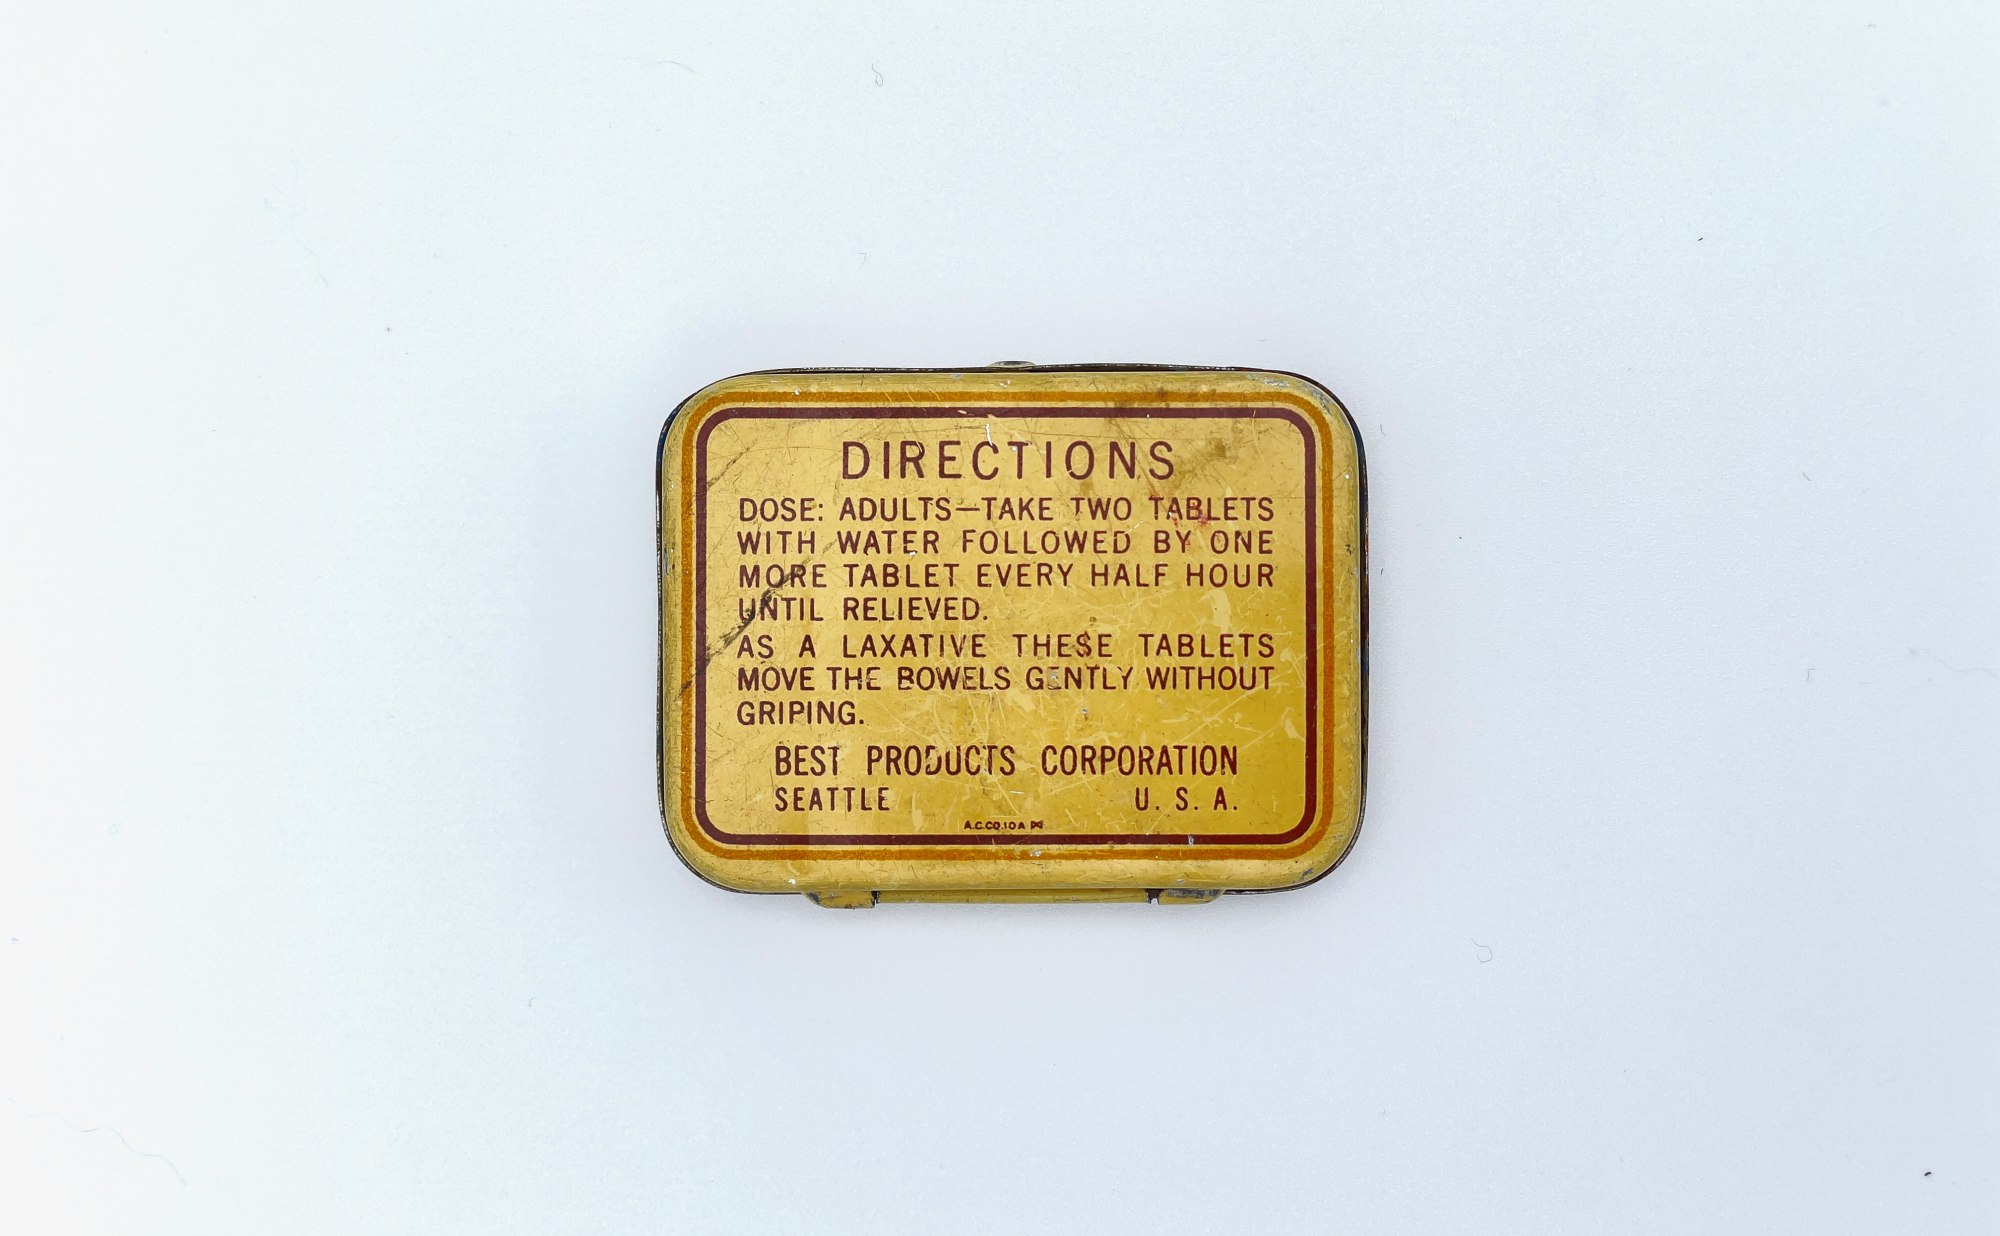 DIRECTIONS
DOSE: ADULTS—TAKE TWO TABLETS
WITH WATER FOLLOWED BY ONE
MORE TABLET EVERY HALF HOUR
UNTIL RELIEVED.
AS A LAXATIVE THESE TABLETS
MOVE THE BOWELS GENTLY WITHOUT
GRIPING.
BEST PRODUCTS CORPORATION
SEATTLE U. S. A.
A.C.CO. 10 A